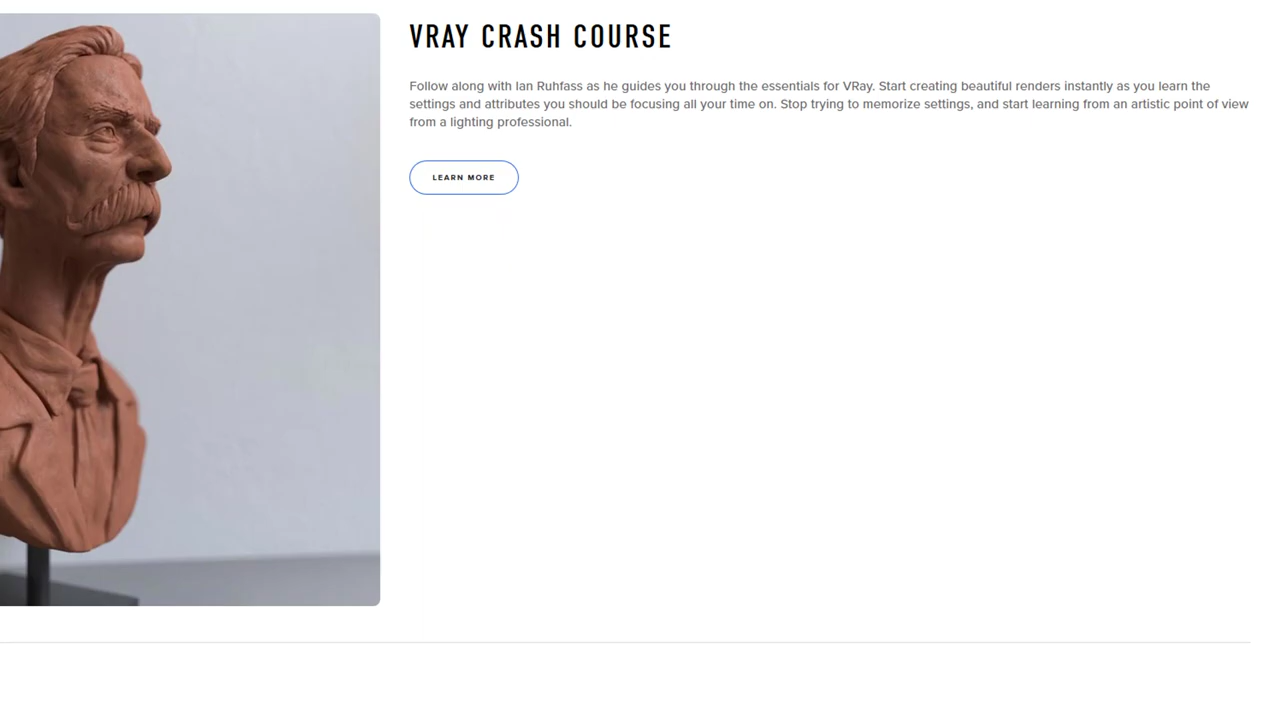 VRAY CRASH COURSE
Follow along with Ian Ruhfass as he guides you through the essentials for VRay. Start creating beautiful renders instantly as you learn the
settings and attributes you should be focusing all your time on. Stop trying to memorize settings, and start learning from an artistic point of view
from a lighting professional.
LEARN MORE